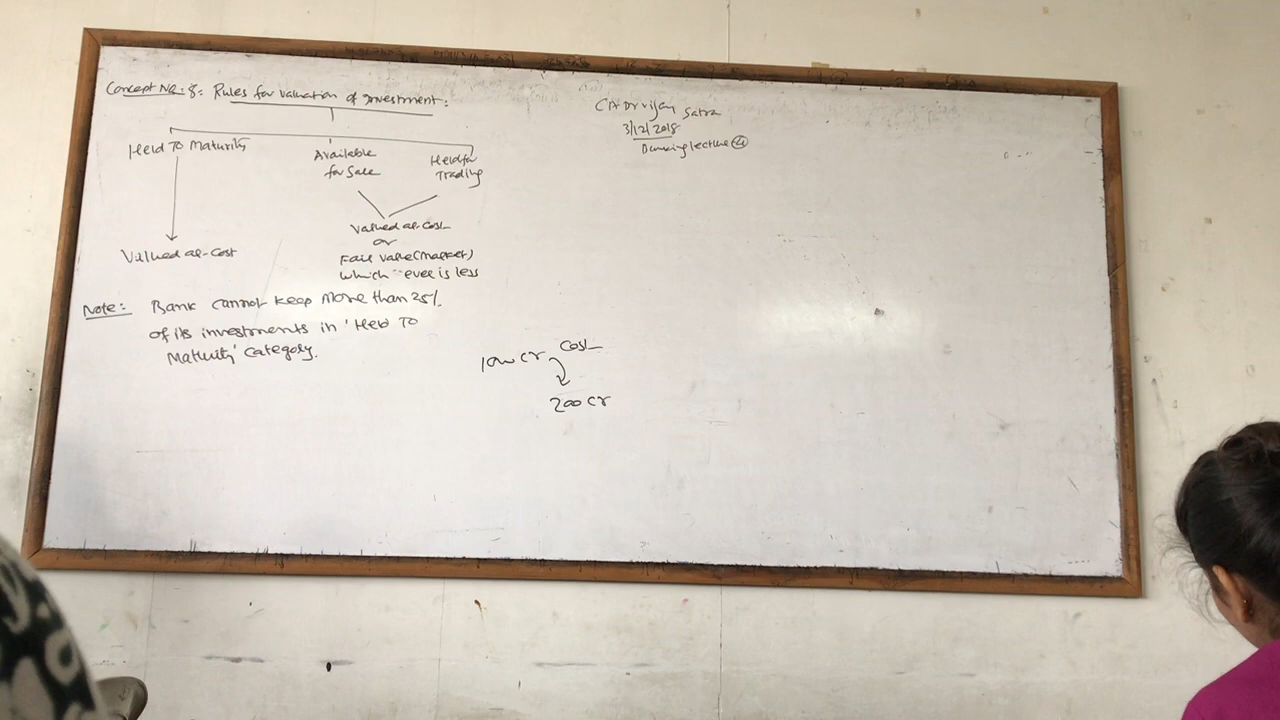 Concept No: 8: Rules for valuation of investment:
Held To Maturity
Available
for Sale
Held for
Trading
Valued at Cost
Valued at Cost
or
Fair value (market)
which ever is less
Note: Bank cannot keep more than 25%
of its investments in 'Held To
Maturity' category.
CA Dr Vijay Satra
3/12/2018
Banking lecture 4
Cost
1000 cr
200 cr